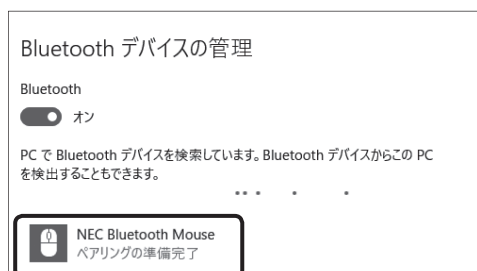 Bluetooth デバイスの管理
Bluetooth
オン
PC で Bluetooth デバイスを検索しています。Bluetooth デバイスからこの PC
を検出することもできます。
NEC Bluetooth Mouse
ペアリングの準備完了